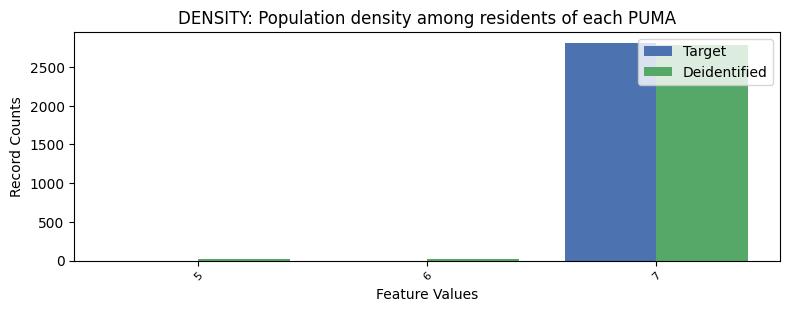 DENSITY: Population density among residents of each PUMA
Target
Deidentified
2500
2000
1500
1000
500
0
Record Counts
5
6
7
Feature Values